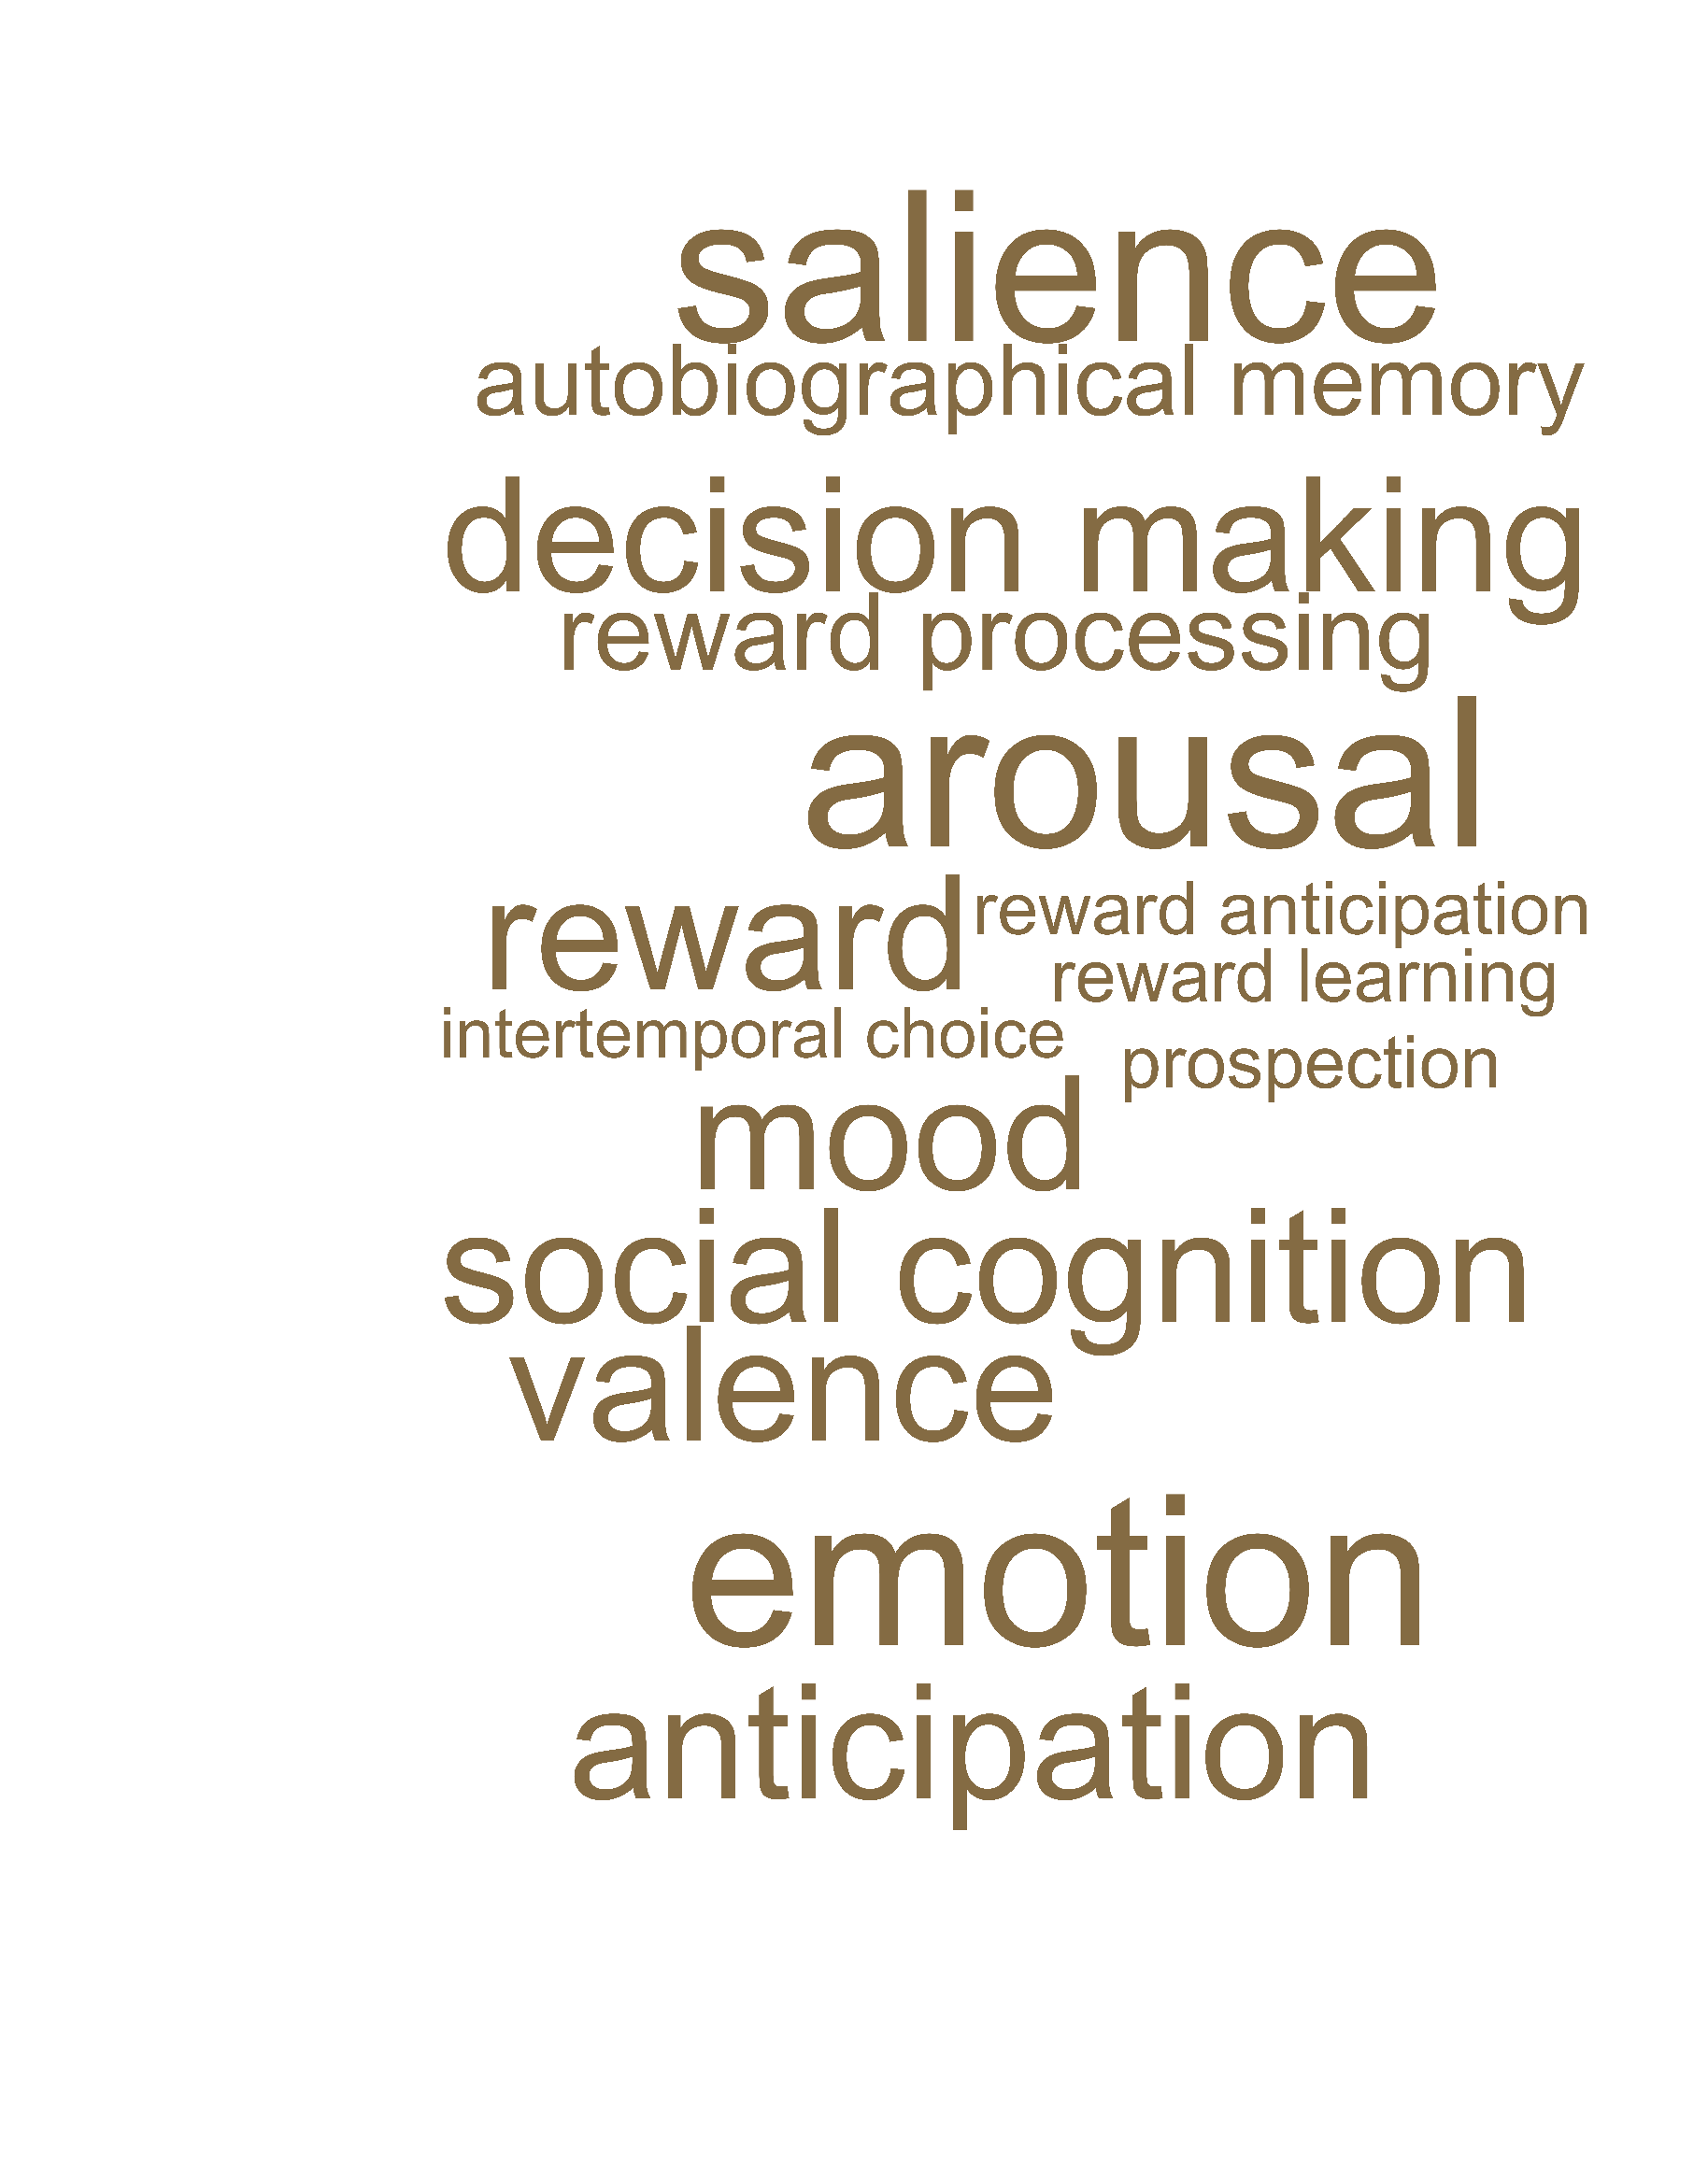 salience
autobiographical memory
decision making
reward processing
arousal
reward
reward anticipation
reward learning
intertemporal choice
prospection
mood
social cognition
valence
emotion
anticipation